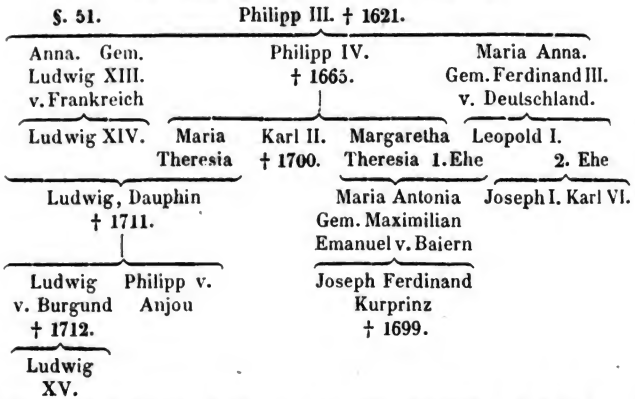 §. 51. Philipp III. † 1621.
Anna. Gem. Philipp IV. Maria Anna.
Ludwig XIII. † 1665. Gem. Ferdinand III.
v. Frankreich v. Deutschland.
Ludwig XIV. Maria Karl II. Margaretha Leopold I.
Theresia † 1700. Theresia 1. Ehe 2. Ehe
Ludwig, Dauphin Maria Antonia Joseph I. Karl VI.
† 1711. Gem. Maximilian
Emanuel v. Baiern
Ludwig Philipp v. Joseph Ferdinand
v. Burgund Anjou Kurprinz
† 1712. † 1699.
Ludwig
XV.